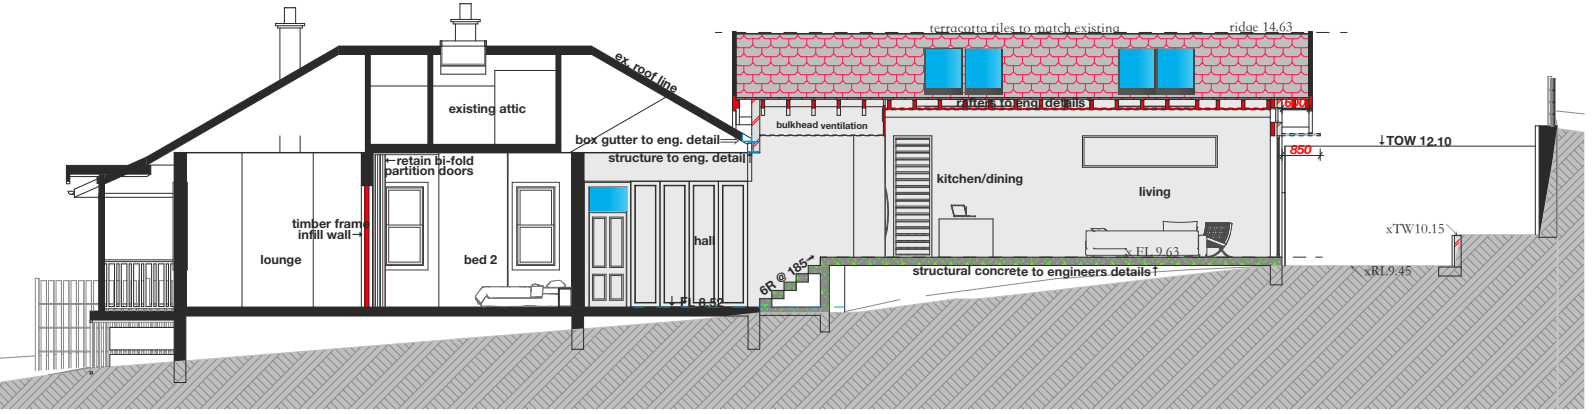 terracotta tiles to match existing
ridge 14.63
ex. roof line
existing attic
rafters to eng. details
600
bulkhead ventilation
box gutter to eng. detail
structure to eng. detail
←retain bi-fold
partition doors
↓TOW 12.10
850
kitchen/dining
living
timber frame
infill wall→
lounge
bed 2
hall
xTW10.15
x FL 9.63
structural concrete to engineers details↑
xRL9.45
6R @ 185→
↓ FL 8.52